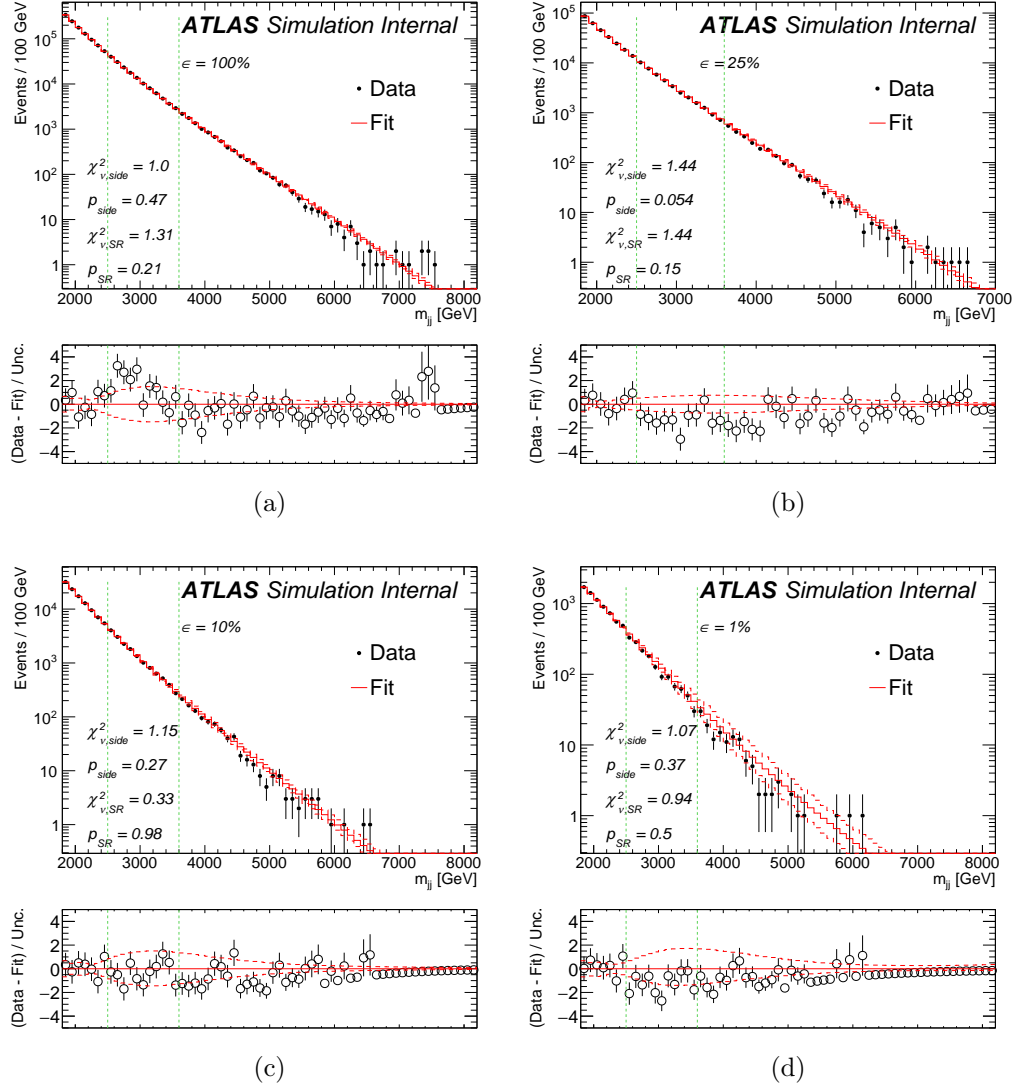 ATLAS Simulation Internal
ϵ = 100%
Data
Fit
χ²ν,side = 1.0
pside = 0.47
χ²ν,SR = 1.31
pSR = 0.21
Events / 100 GeV
10⁵
10⁴
10³
10²
10
1
2000 3000 4000 5000 6000 7000 8000
mjj [GeV]
(Data - Fit) / Unc.
4
2
0
−2
−4
(a)
ATLAS Simulation Internal
ϵ = 25%
Data
Fit
χ²ν,side = 1.44
pside = 0.054
χ²ν,SR = 1.44
pSR = 0.15
Events / 100 GeV
10⁵
10⁴
10³
10²
10
1
2000 3000 4000 5000 6000 7000
mjj [GeV]
(Data - Fit) / Unc.
4
2
0
−2
−4
(b)
ATLAS Simulation Internal
ϵ = 10%
Data
Fit
χ²ν,side = 1.15
pside = 0.27
χ²ν,SR = 0.33
pSR = 0.98
Events / 100 GeV
10⁴
10³
10²
10
1
2000 3000 4000 5000 6000 7000 8000
mjj [GeV]
(Data - Fit) / Unc.
4
2
0
−2
−4
(c)
ATLAS Simulation Internal
ϵ = 1%
Data
Fit
χ²ν,side = 1.07
pside = 0.37
χ²ν,SR = 0.94
pSR = 0.5
Events / 100 GeV
10³
10²
10
1
2000 3000 4000 5000 6000 7000 8000
mjj [GeV]
(Data - Fit) / Unc.
4
2
0
−2
−4
(d)